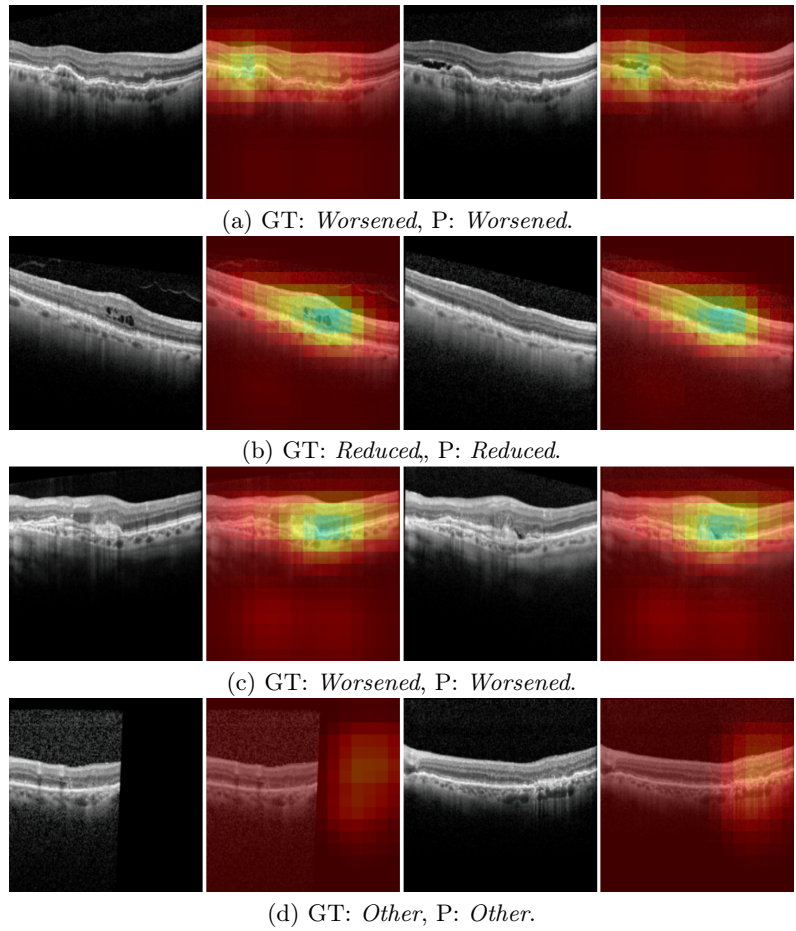 (a) GT: Worsened, P: Worsened.
(b) GT: Reduced,, P: Reduced.
(c) GT: Worsened, P: Worsened.
(d) GT: Other, P: Other.